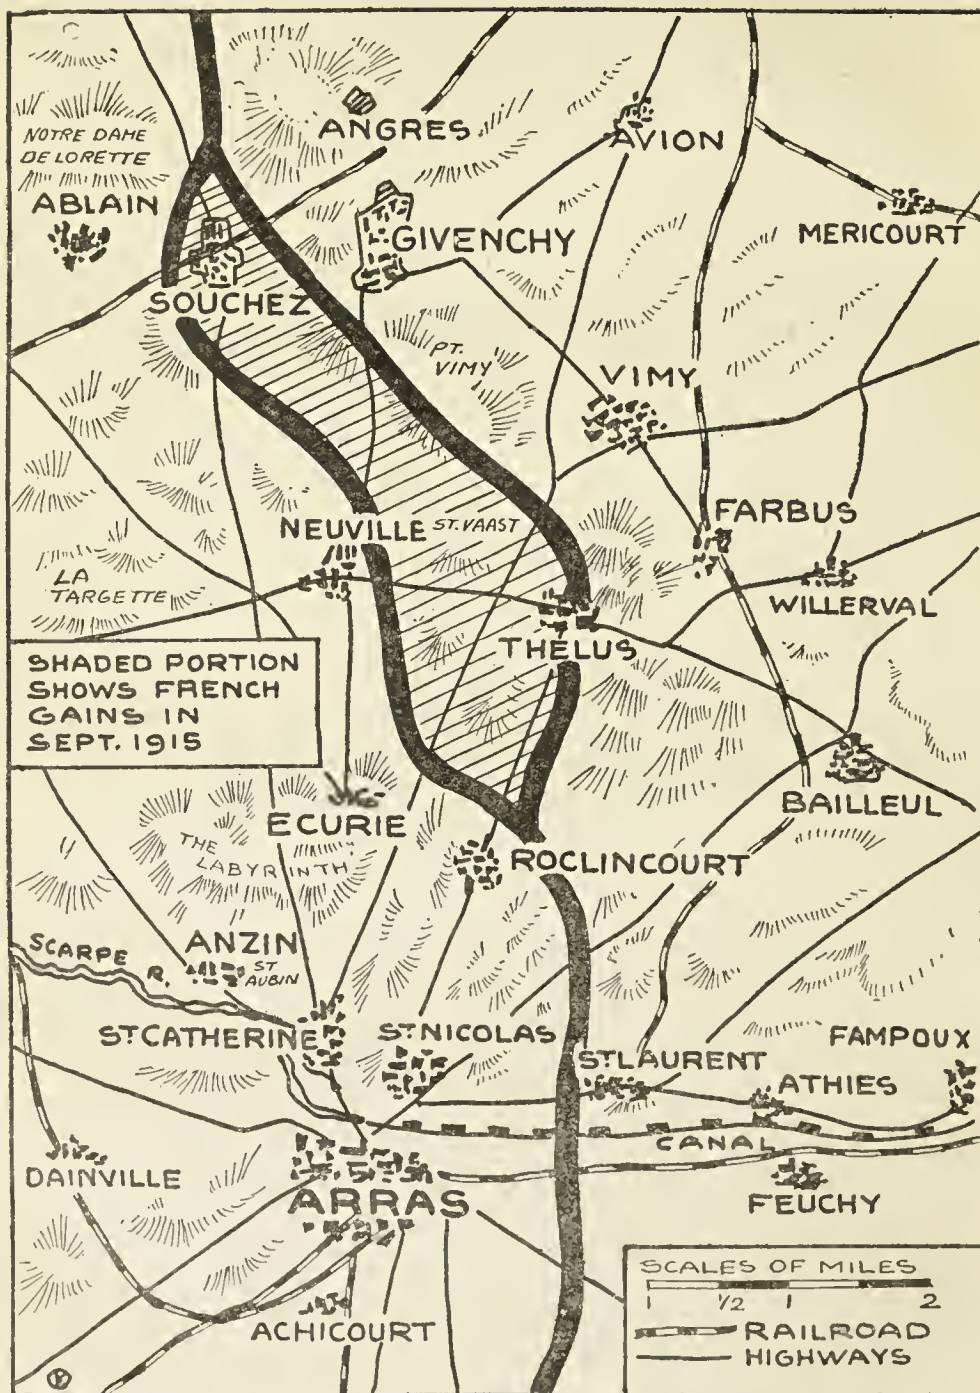 NOTRE DAME
DE LORETTE
ABLAIN
ANGRES
AVION
MERICOURT
GIVENCHY
SOUCHEZ
PT.
VIMY
VIMY
NEUVILLE ST. VAAST
FARBUS
LA
TARGETTE
WILLERVAL
THELUS
SHADED PORTION
SHOWS FRENCH
GAINS IN
SEPT. 1915
BAILLEUL
ECURIE
THE
LABYRINTH
ROCLINCOURT
SCARPE R.
ANZIN
ST
AUBIN
ST. CATHERINE
ST. NICOLAS
ST. LAURENT
FAMPOUX
ATHIES
CANAL
DAINVILLE
ARRAS
FEUCHY
ACHICOURT
SCALES OF MILES
1 1/2 1 2
RAILROAD
HIGHWAYS